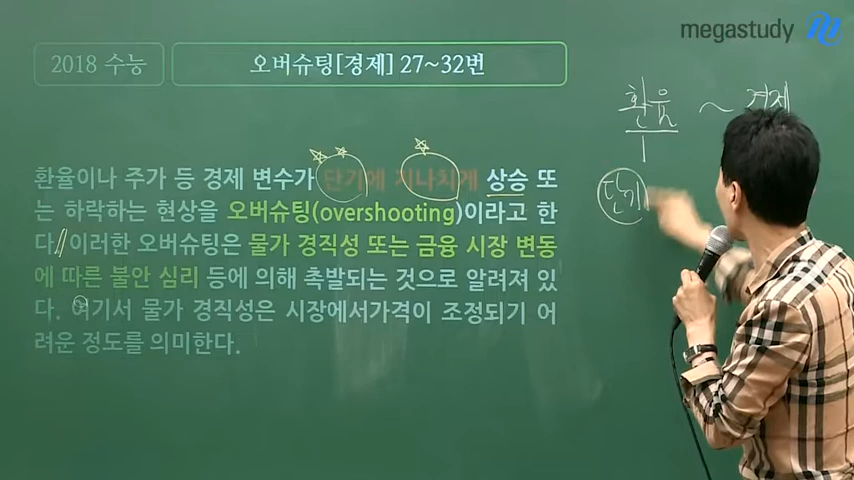 megastudy
2018 수능
오버슈팅[경제] 27~32번
환율이나 주가 등 경제 변수가 단기에 지나치게 상승 또
는 하락하는 현상을 오버슈팅(overshooting)이라고 한
다. 이러한 오버슈팅은 물가 경직성 또는 금융 시장 변동
에 따른 불안 심리 등에 의해 촉발되는 것으로 알려져 있
다. 여기서 물가 경직성은 시장에서가격이 조정되기 어
려운 정도를 의미한다.
환율 ~ 경제
단기